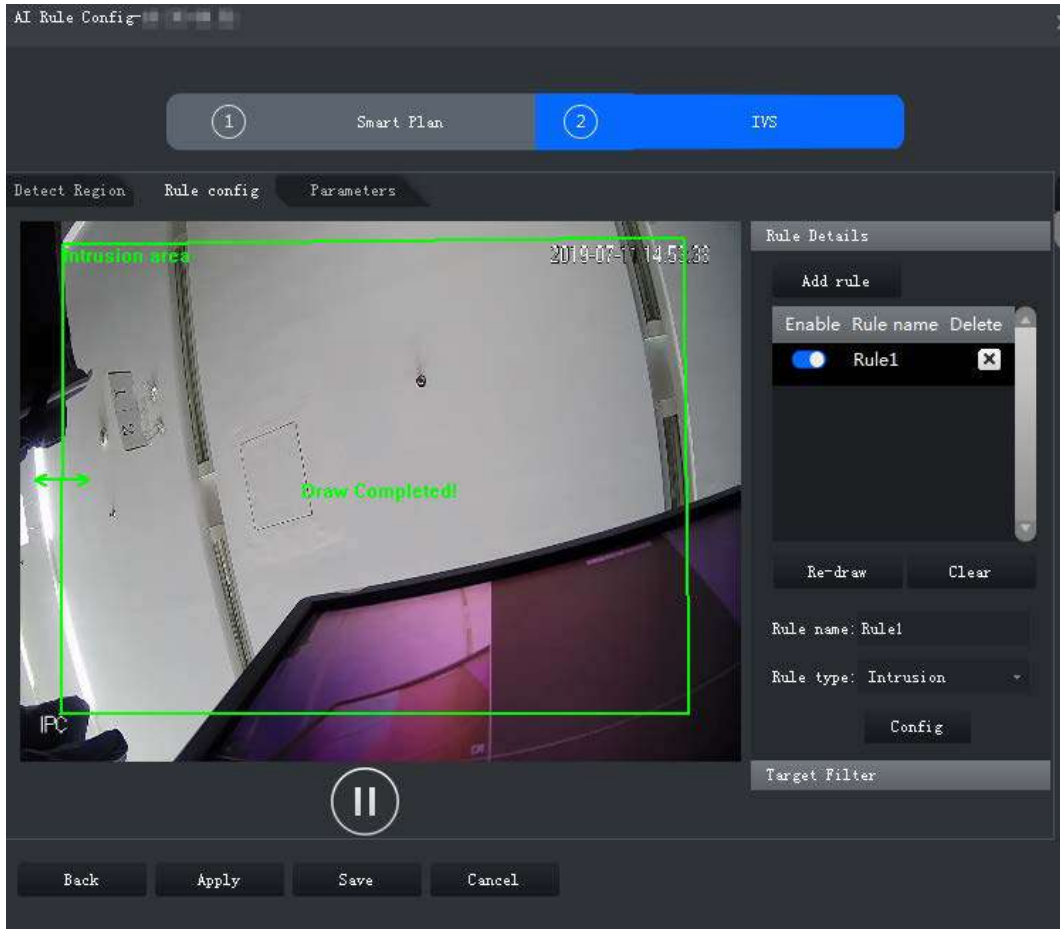 AI Rule Config-
1 Smart Plan 2 IVS
Detect Region Rule config Parameters
Intrusion area
Draw Completed!
IPC
Rule Details
Add rule
Enable Rule name Delete
Rule1
Re-draw Clear
Rule name: Rule1
Rule type: Intrusion
Config
Target Filter
Back Apply Save Cancel